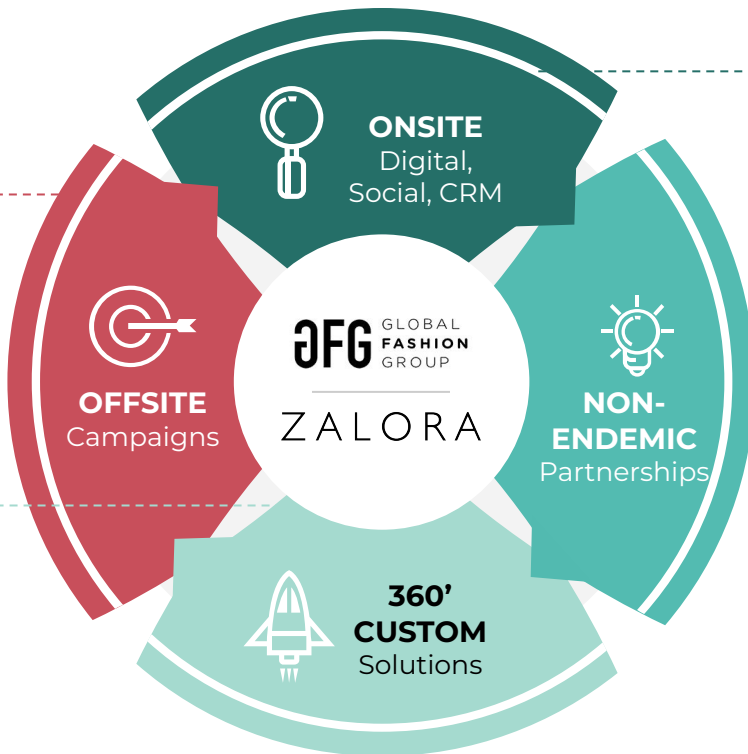 ONSITE
Digital,
Social, CRM
GFG GLOBAL
FASHION
GROUP
ZALORA
OFFSITE
Campaigns
NON-
ENDEMIC
Partnerships
360’
CUSTOM
Solutions